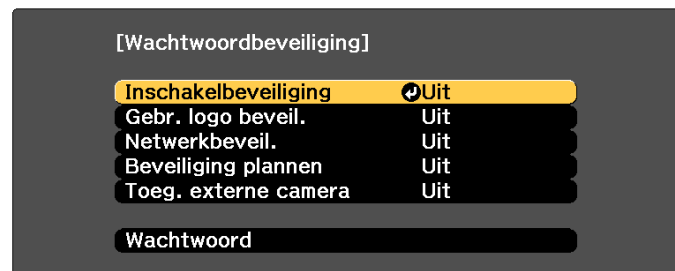 [Wachtwoordbeveiliging]
Inschakelbeveiliging Uit
Gebr. logo beveil. Uit
Netwerkbeveil. Uit
Beveiliging plannen Uit
Toeg. externe camera Uit
Wachtwoord